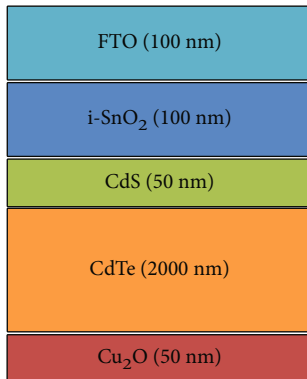 FTO (100 nm)
i-SnO₂ (100 nm)
CdS (50 nm)
CdTe (2000 nm)
Cu₂O (50 nm)